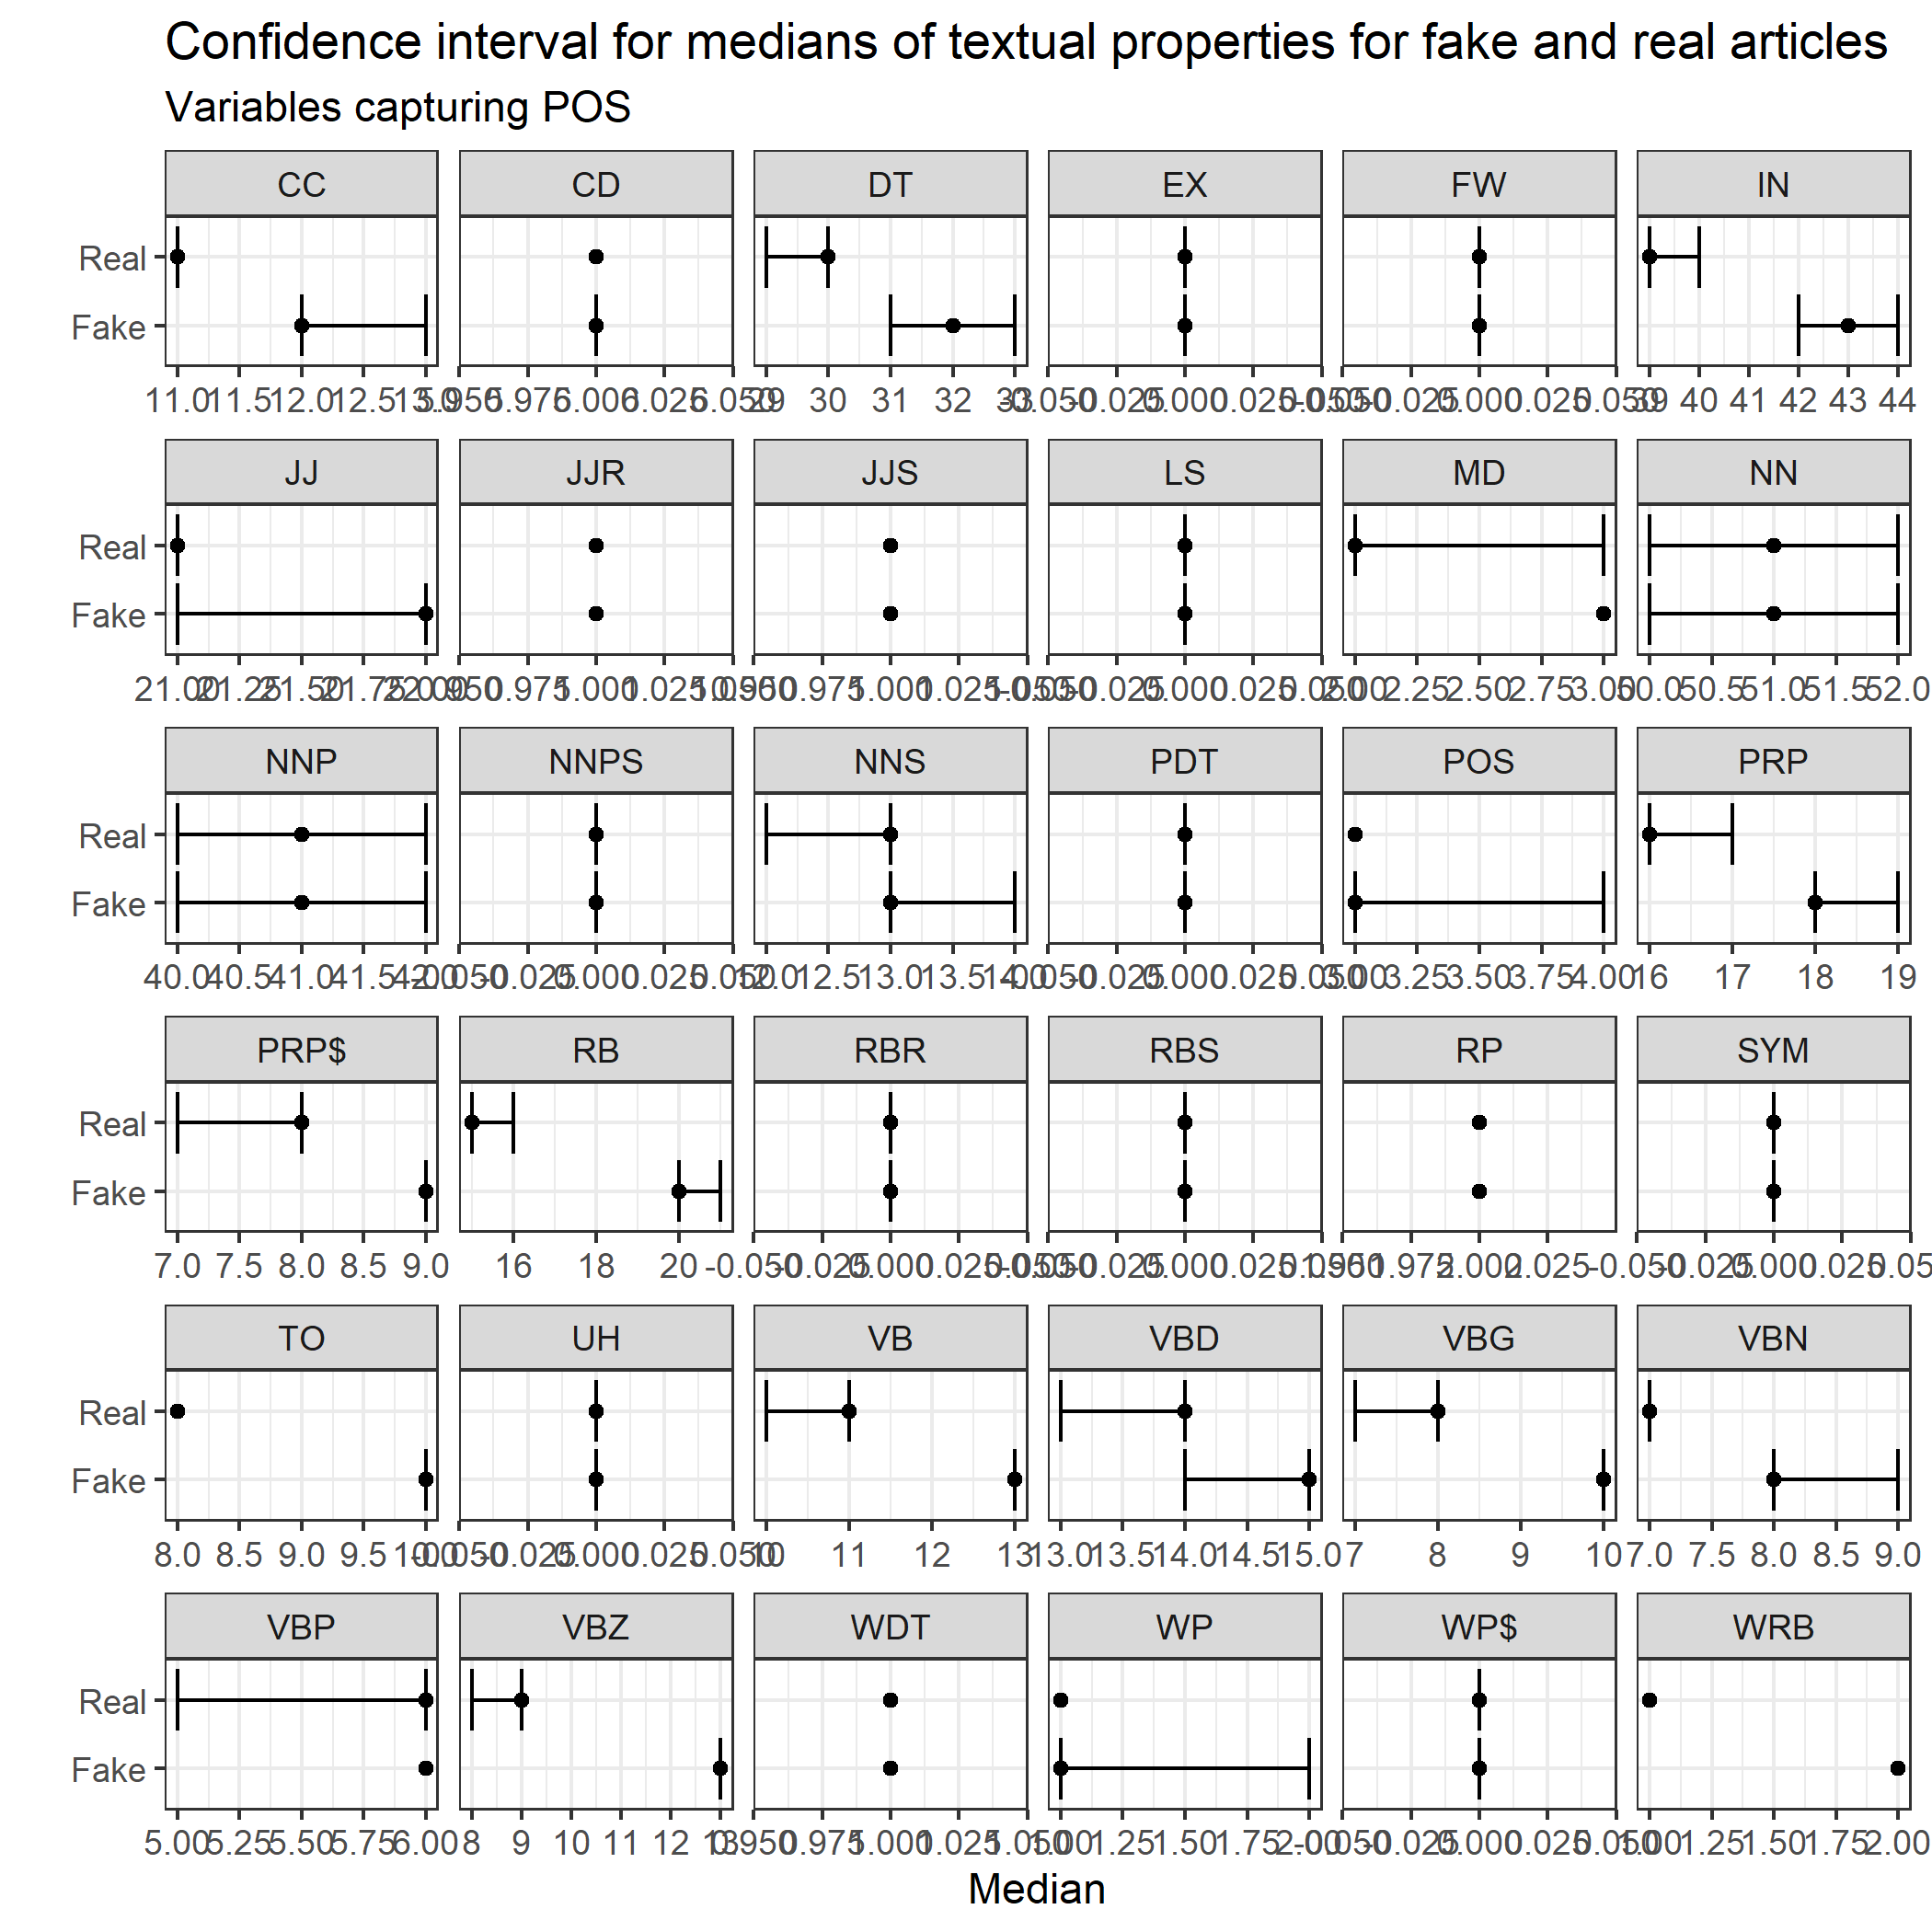 Confidence interval for medians of textual properties for fake and real articles
Variables capturing POS
CC CD DT EX FW IN
Real
Fake
11.0 11.5 12.0 12.5 13.0 5.950 5.975 6.000 6.025 6.050 29 30 31 32 33 -0.050 -0.025 0.000 0.025 0.050 -0.050 -0.025 0.000 0.025 0.050 39 40 41 42 43 44
JJ JJR JJS LS MD NN
Real
Fake
21.00 21.25 21.50 21.75 22.00 0.950 0.975 1.000 1.025 1.050 0.950 0.975 1.000 1.025 1.050 -0.050 -0.025 0.000 0.025 0.050 2.00 2.25 2.50 2.75 3.00 50.0 50.5 51.0 51.5 52.0
NNP NNPS NNS PDT POS PRP
Real
Fake
40.0 40.5 41.0 41.5 42.0 -0.050 -0.025 0.000 0.025 0.050 12.0 12.5 13.0 13.5 14.0 -0.050 -0.025 0.000 0.025 0.050 3.00 3.25 3.50 3.75 4.00 16 17 18 19
PRP$ RB RBR RBS RP SYM
Real
Fake
7.0 7.5 8.0 8.5 9.0 16 18 20 -0.050 -0.025 0.000 0.025 0.050 -0.050 -0.025 0.000 0.025 0.050 1.950 1.975 2.000 2.025 -0.050 -0.025 0.000 0.025 0.05
TO UH VB VBD VBG VBN
Real
Fake
8.0 8.5 9.0 9.5 10.0 -0.050 -0.025 0.000 0.025 0.050 10 11 12 13 13.0 13.5 14.0 14.5 15.0 7 8 9 10 7.0 7.5 8.0 8.5 9.0
VBP VBZ WDT WP WP$ WRB
Real
Fake
5.00 5.25 5.50 5.75 6.00 8 9 10 11 12 13 0.950 0.975 1.000 1.025 1.050 1.00 1.25 1.50 1.75 2.00 -0.050 -0.025 0.000 0.025 0.050 1.00 1.25 1.50 1.75 2.00
Median